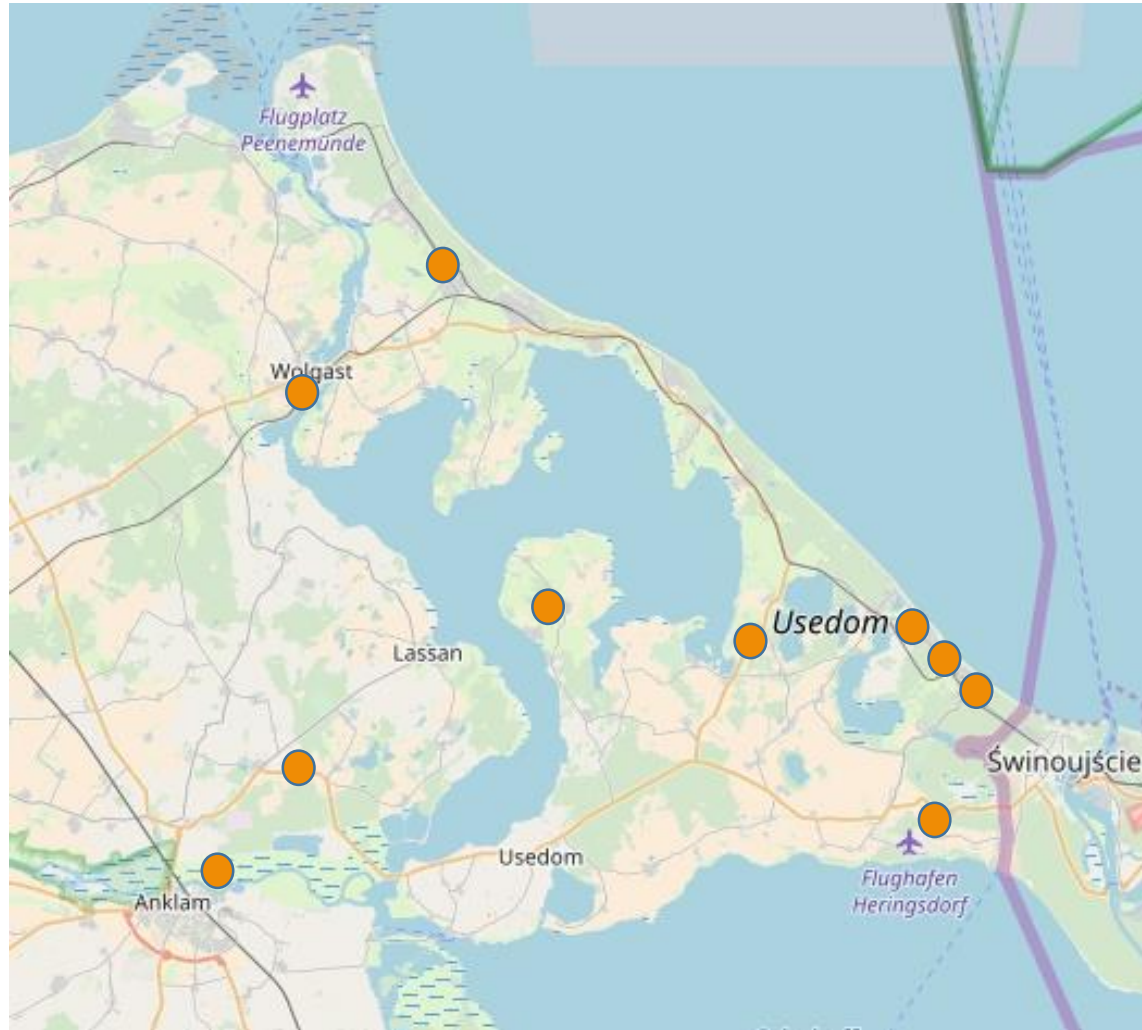 Flugplatz
Peenemünde
Wolgast
Usedom
Lassan
Świnoujście
Usedom
Flughafen
Heringsdorf
Anklam